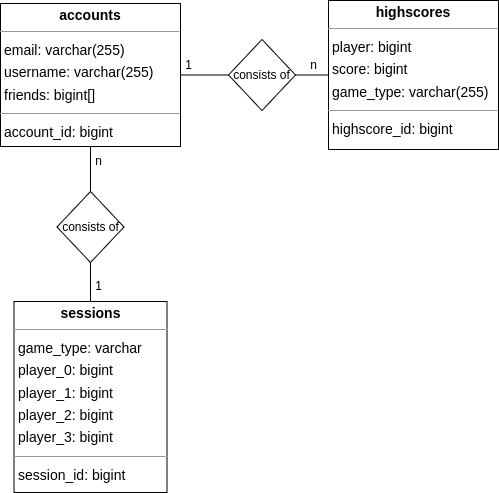 accounts
email: varchar(255)
username: varchar(255)
friends: bigint[]
account_id: bigint
1
consists of
n
highscores
player: bigint
score: bigint
game_type: varchar(255)
highscore_id: bigint
n
consists of
1
sessions
game_type: varchar
player_0: bigint
player_1: bigint
player_2: bigint
player_3: bigint
session_id: bigint